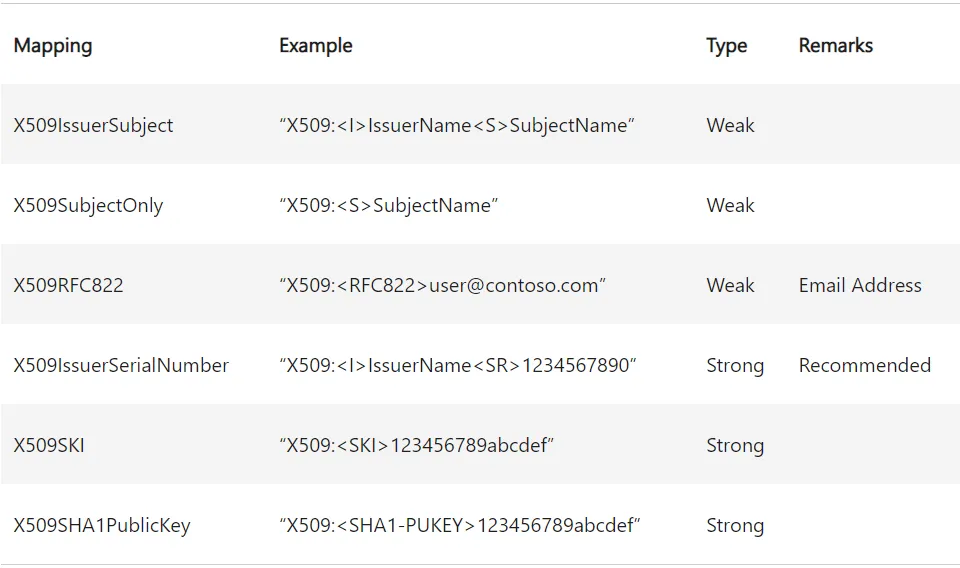 Mapping Example Type Remarks
X509IssuerSubject “X509:<I>IssuerName<S>SubjectName” Weak
X509SubjectOnly “X509:<S>SubjectName” Weak
X509RFC822 “X509:<RFC822>user@contoso.com” Weak Email Address
X509IssuerSerialNumber “X509:<I>IssuerName<SR>1234567890” Strong Recommended
X509SKI “X509:<SKI>123456789abcdef” Strong
X509SHA1PublicKey “X509:<SHA1-PUKEY>123456789abcdef” Strong